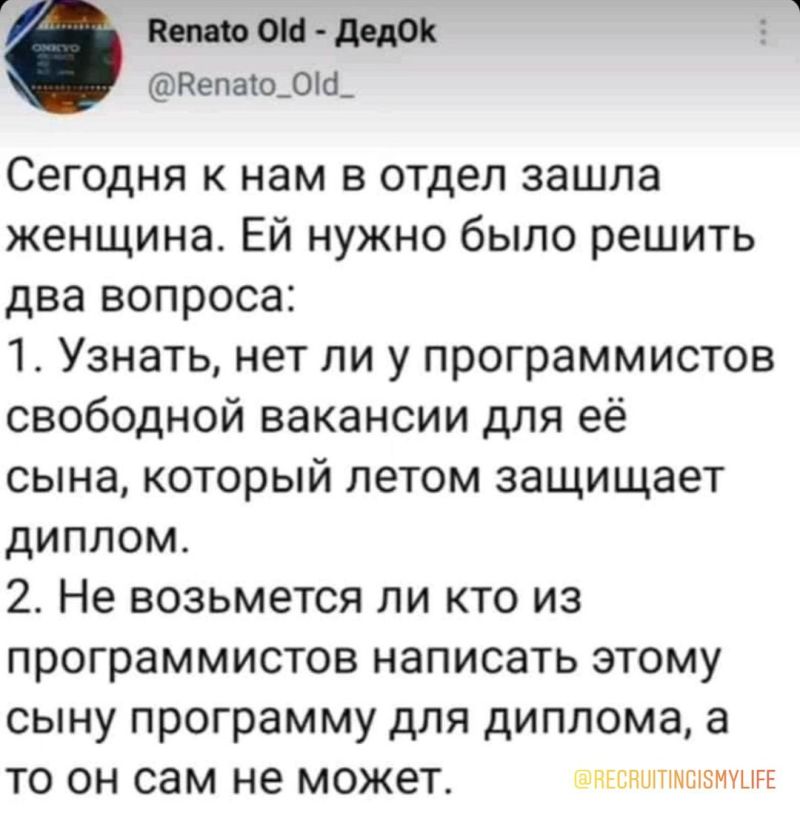 Renato Old - ДедOk
@Renato_Old_
ONKYO
Сегодня к нам в отдел зашла
женщина. Ей нужно было решить
два вопроса:
1. Узнать, нет ли у программистов
свободной вакансии для её
сына, который летом защищает
диплом.
2. Не возьмется ли кто из
программистов написать этому
сыну программу для диплома, а
то он сам не может.
@RECRUITINGISMYLIFE